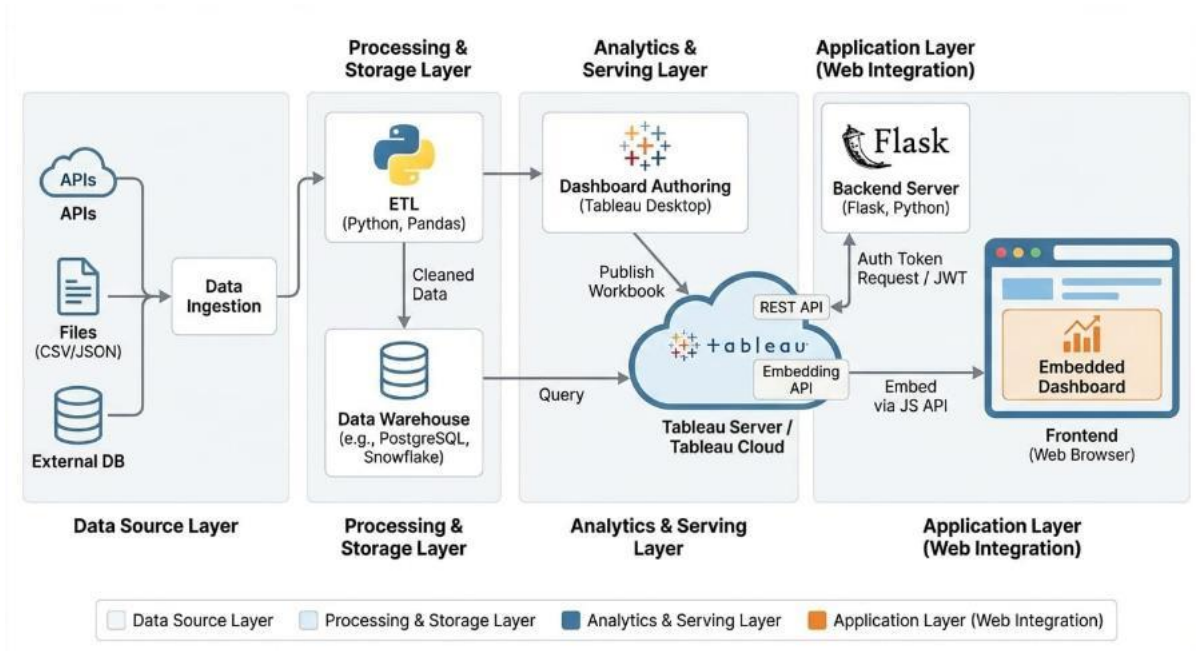 Processing &
Storage Layer
Analytics &
Serving Layer
Application Layer
(Web Integration)
APIs
APIs
Files
(CSV/JSON)
External DB
Data
Ingestion
Data Source Layer
ETL
(Python, Pandas)
Cleaned
Data
Data Warehouse
(e.g., PostgreSQL,
Snowflake)
Processing &
Storage Layer
Dashboard Authoring
(Tableau Desktop)
Publish
Workbook
Query
REST API
+ableau
Embedding
API
Tableau Server /
Tableau Cloud
Analytics & Serving
Layer
Flask
Backend Server
(Flask, Python)
Auth Token
Request / JWT
Embed
via JS API
Embedded
Dashboard
Frontend
(Web Browser)
Application Layer
(Web Integration)
Data Source Layer
Processing & Storage Layer
Analytics & Serving Layer
Application Layer (Web Integration)